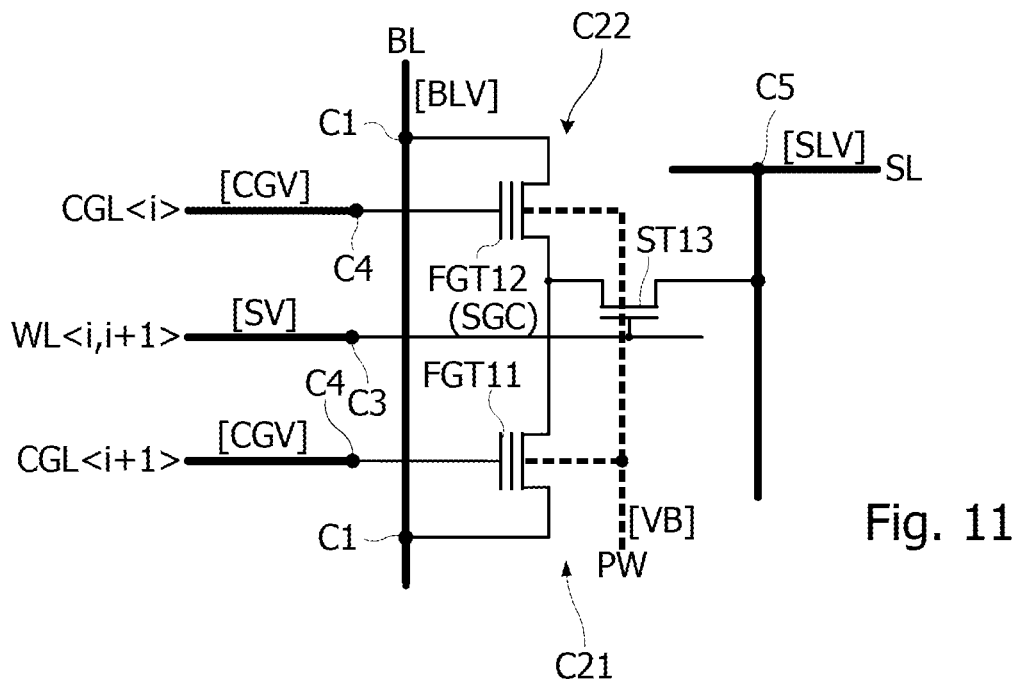 C22
BL
[BLV]
C5
C1
[SLV]
SL
[CGV]
CGL<i>
C4
ST13
FGT12
(SGC)
[SV]
WL<i,i+1>
C3
FGT11
C4
[CGV]
CGL<i+1>
C1
[VB]
PW
Fig. 11
C21